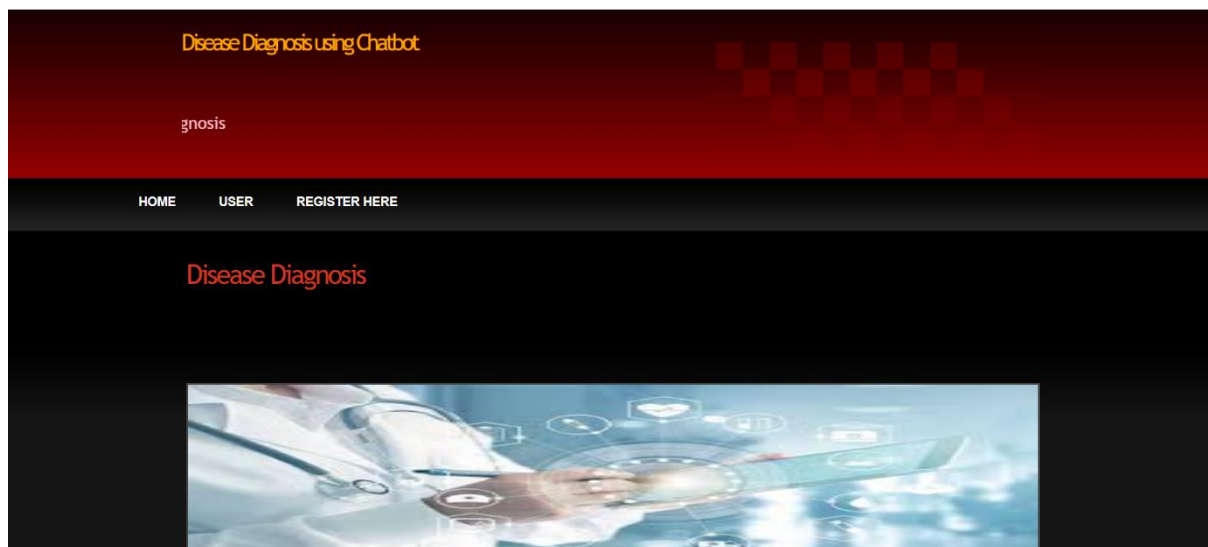 Disease Diagnosis using Chatbot
gnosis
HOME USER REGISTER HERE
Disease Diagnosis